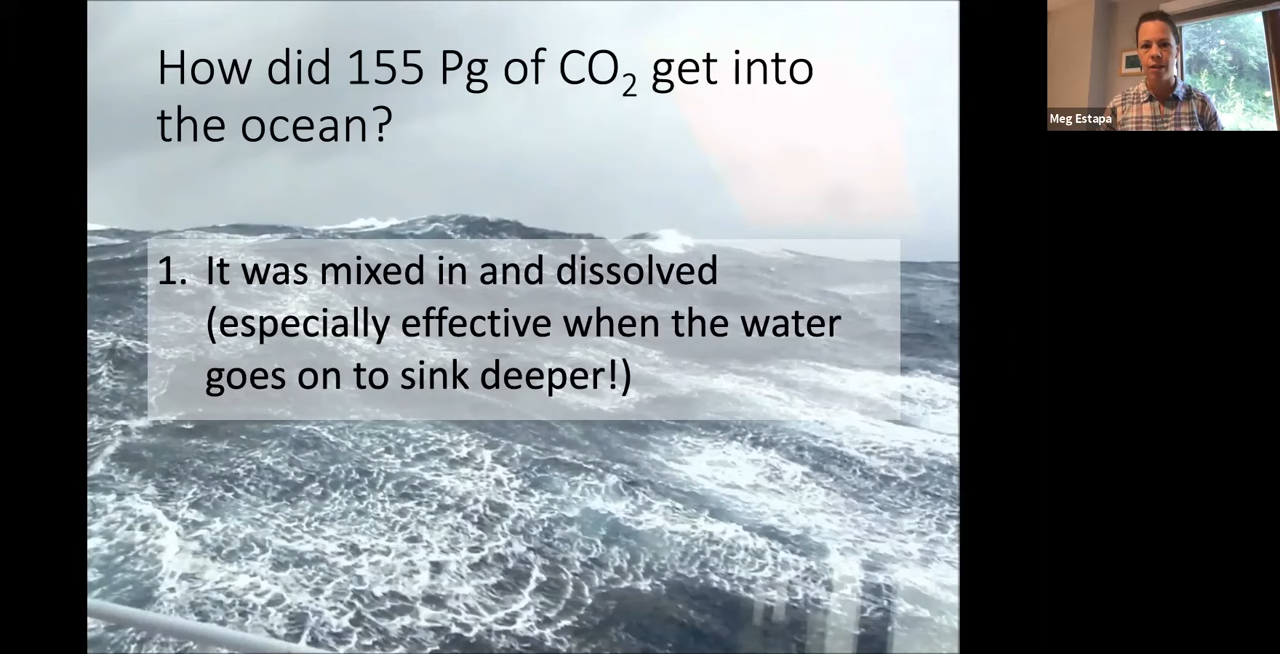 How did 155 Pg of CO₂ get into
the ocean?
1. It was mixed in and dissolved
(especially effective when the water
goes on to sink deeper!)
Meg Estapa